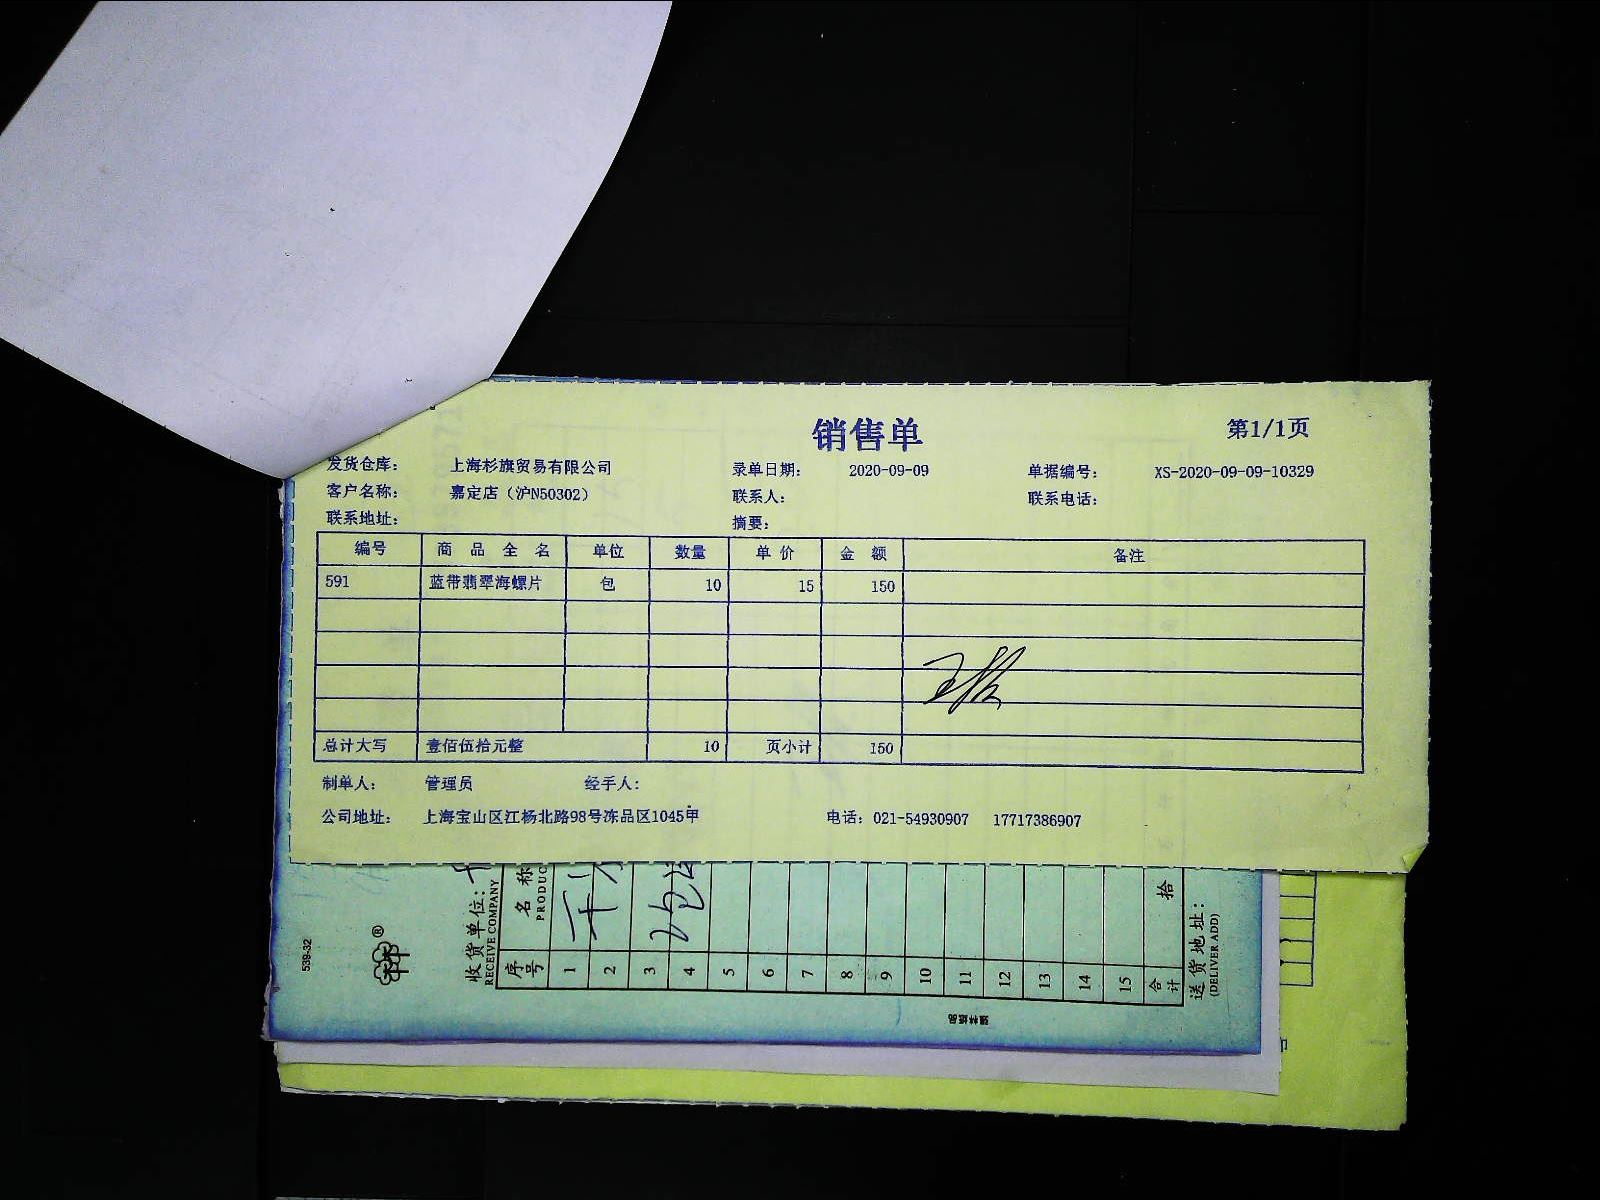 销售单
第1/1页
发货仓库： 上海杉旗贸易有限公司 录单日期： 2020-09-09 单据编号： XS-2020-09-09-10329
客户名称： 嘉定店（沪N50302） 联系人： 联系电话：
联系地址： 摘要：
编号 商品全名 单位 数量 单价 金额 备注
591 蓝带翡翠海螺片 包 10 15 150
总计大写 壹佰伍拾元整 10 页小计 150
制单人： 管理员 经手人：
公司地址： 上海宝山区江杨北路98号冻品区1045甲 电话：021-54930907 17717386907
539-32
®
收货单位：
RECEIVE COMPANY
序号 名称
PRODUC
1
2
3
4
5
6
7
8
9
10
11
12
13
14
15
合计 拾
送货地址：
(DELIVER ADD)